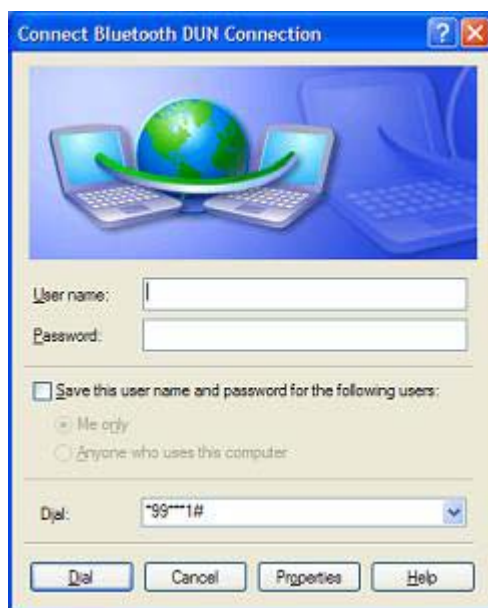 Connect Bluetooth DUN Connection
User name:
Password:
Save this user name and password for the following users:
Me only
Anyone who uses this computer
Dial: *99***1#
Dial Cancel Properties Help